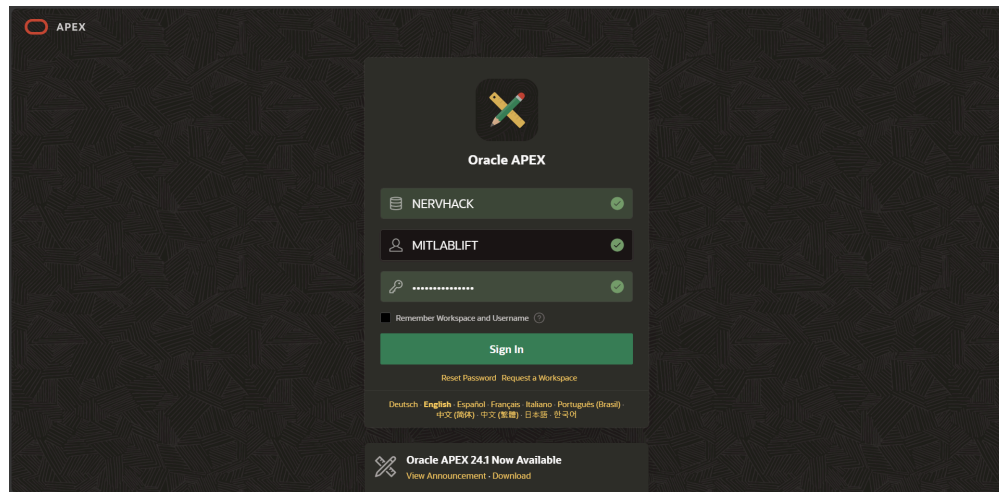 APEX
Oracle APEX
NERVHACK
MITLABLIFT
•••••••••••••••
Remember Workspace and Username ?
Sign In
Reset Password Request a Workspace
Deutsch · English · Español · Français · Italiano · Português (Brasil) ·
中文 (简体) · 中文 (繁體) · 日本語 · 한국어
Oracle APEX 24.1 Now Available
View Announcement · Download